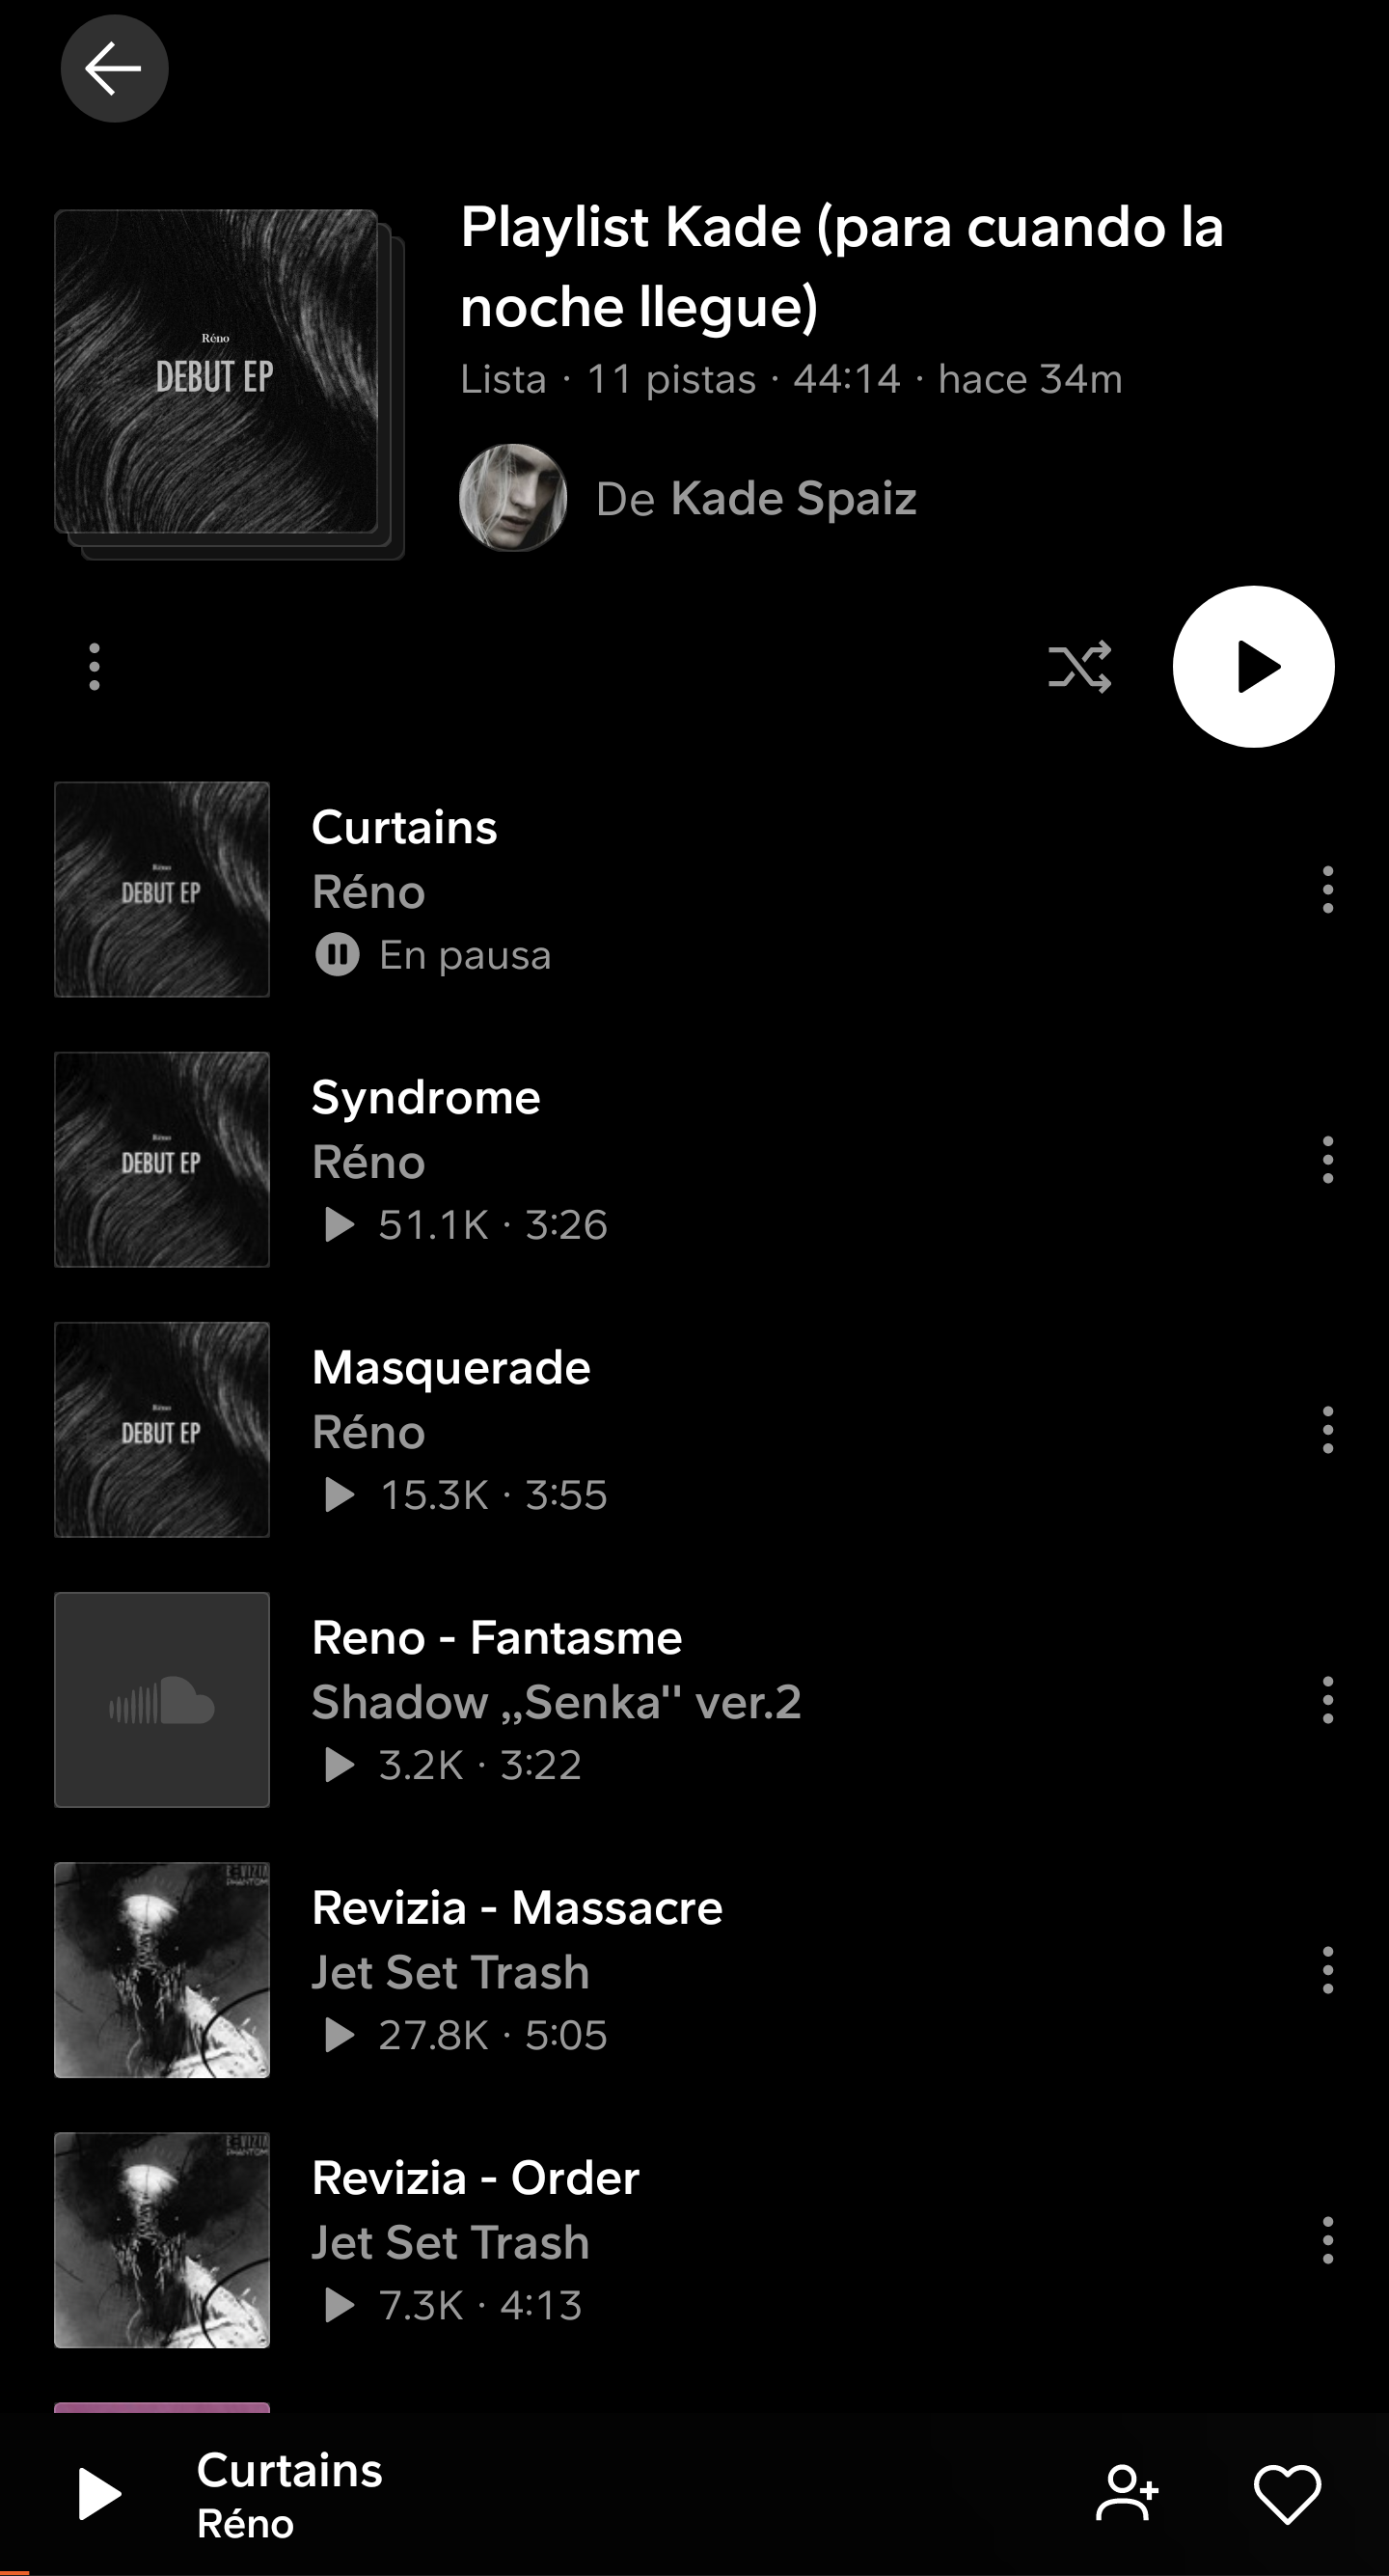 Playlist Kade (para cuando la
noche llegue)
Lista · 11 pistas · 44:14 · hace 34m
De Kade Spaiz
Réno
DEBUT EP
Curtains
Réno
En pausa
Réno
DEBUT EP
Syndrome
Réno
51.1K · 3:26
Réno
DEBUT EP
Masquerade
Réno
15.3K · 3:55
Réno
DEBUT EP
Reno - Fantasme
Shadow ,,Senka" ver.2
3.2K · 3:22
Revizia - Massacre
Jet Set Trash
27.8K · 5:05
REVIZIA
PHANTOM
Revizia - Order
Jet Set Trash
7.3K · 4:13
REVIZIA
PHANTOM
Curtains
Réno